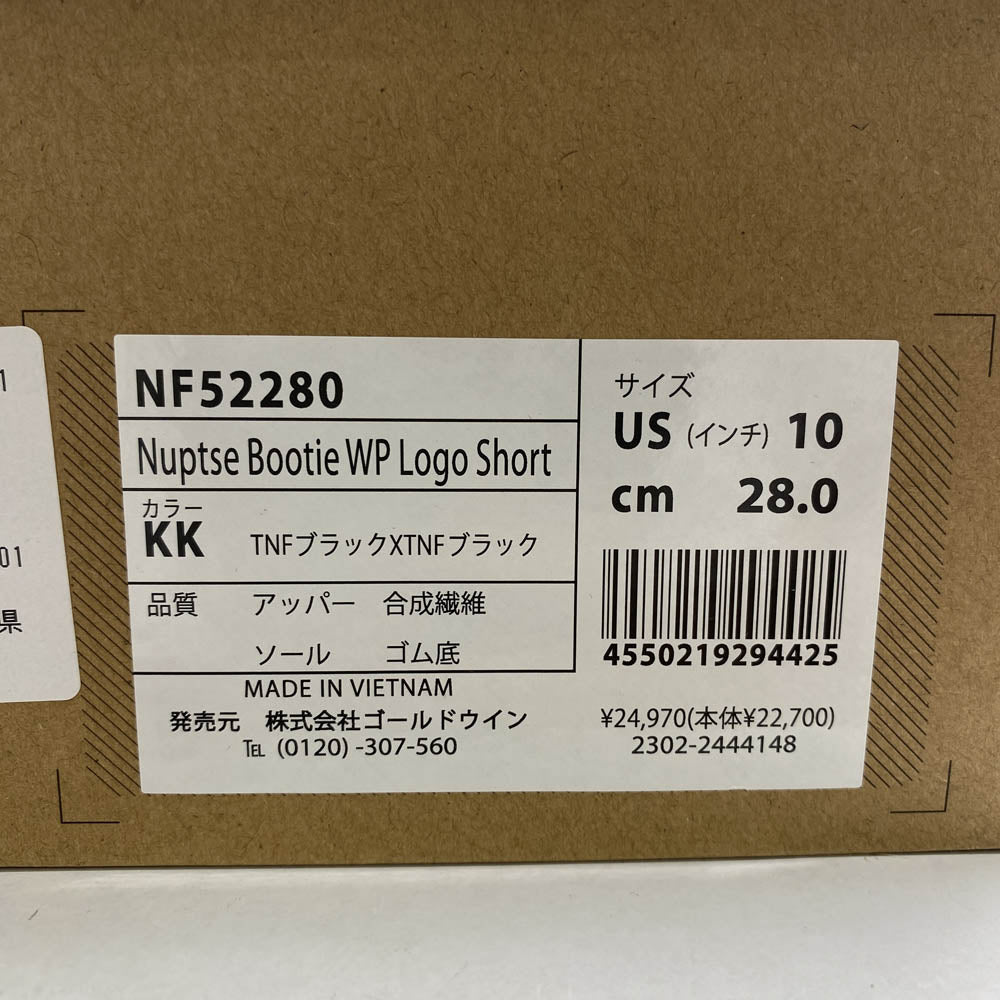 NF52280
Nuptse Bootie WP Logo Short
カラー
KK TNFブラックXTNFブラック
品質 アッパー 合成繊維
ソール ゴム底
MADE IN VIETNAM
発売元 株式会社ゴールドウイン
℡ (0120) -307-560
サイズ
US (インチ) 10
cm 28.0
4550219294425
¥24,970(本体¥22,700)
2302-2444148
1
01
県